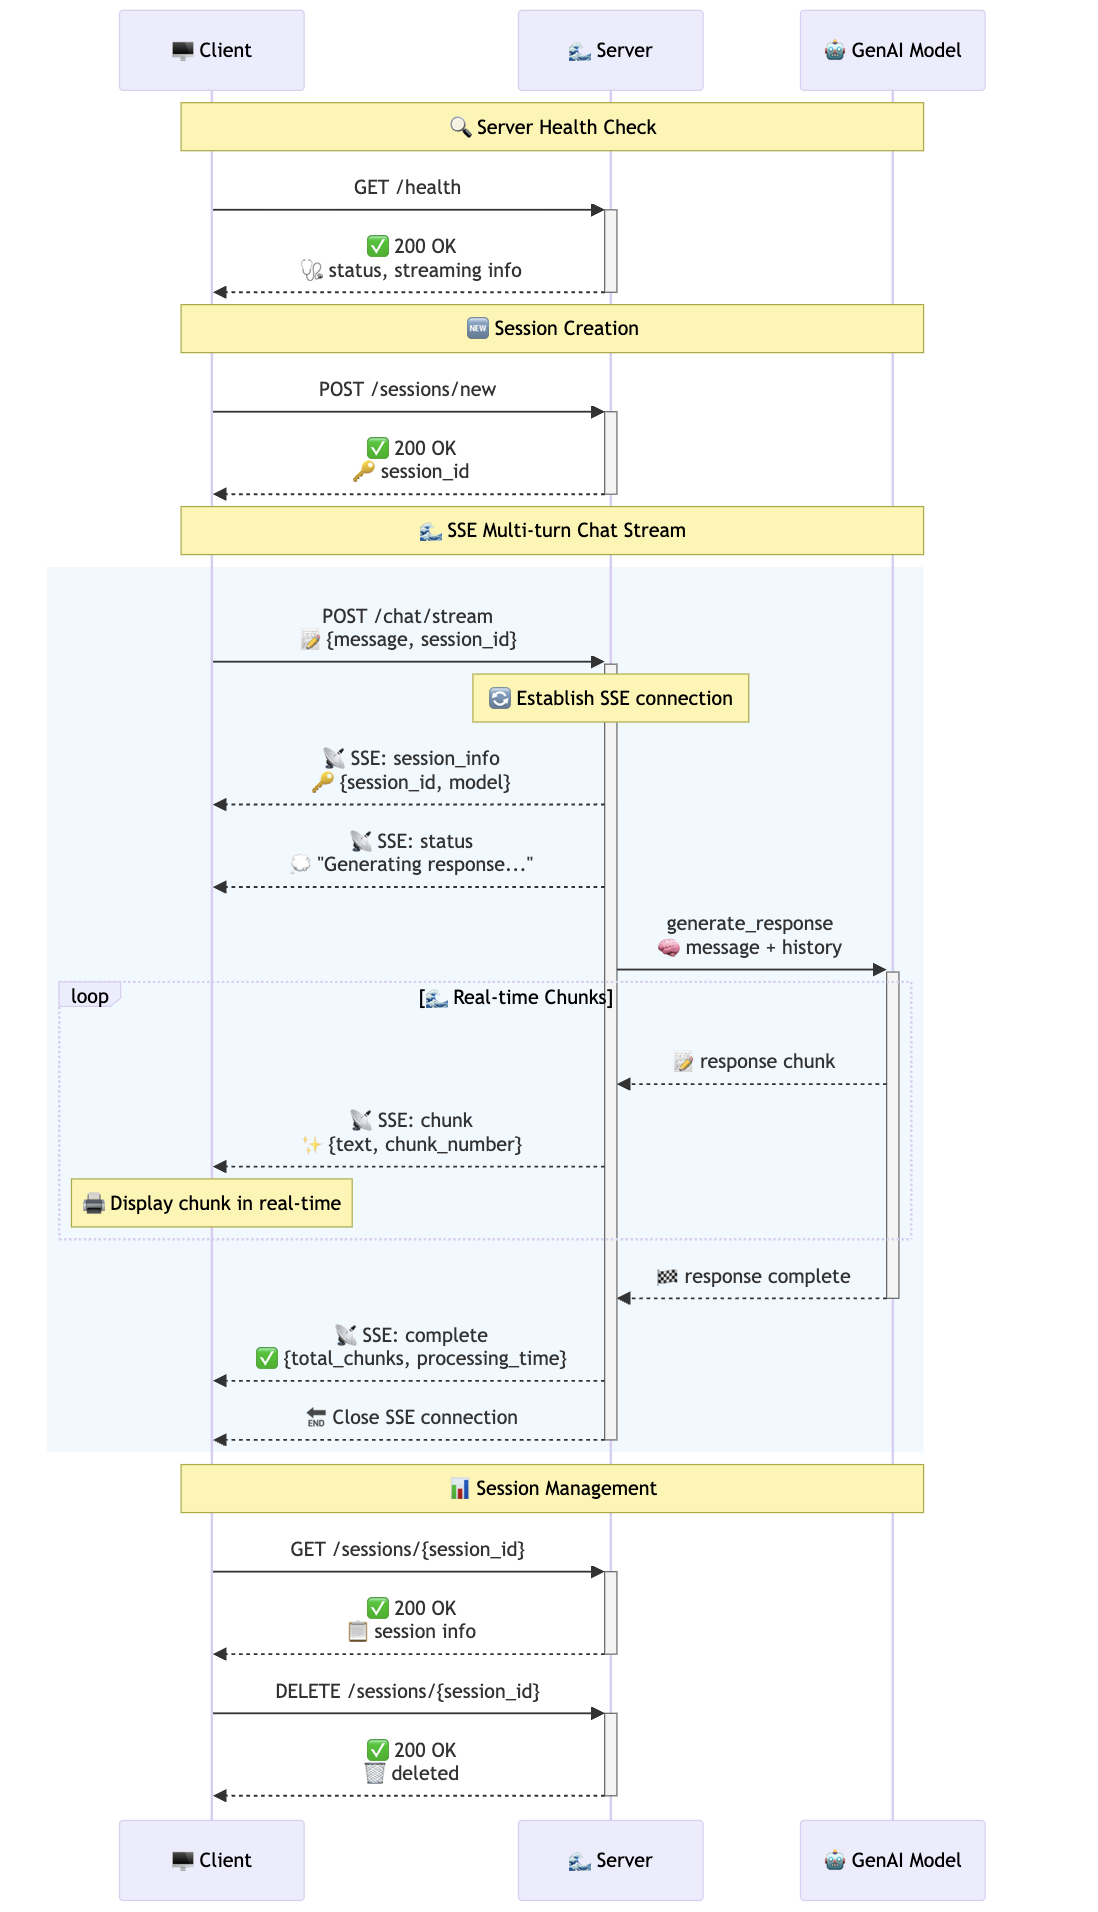 🖥️ Client
🌊 Server
🤖 GenAI Model
🔍 Server Health Check
GET /health
✅ 200 OK
🩺 status, streaming info
🆕 Session Creation
POST /sessions/new
✅ 200 OK
🔑 session_id
🌊 SSE Multi-turn Chat Stream
POST /chat/stream
📝 {message, session_id}
🔄 Establish SSE connection
📡 SSE: session_info
🔑 {session_id, model}
📡 SSE: status
💭 "Generating response..."
generate_response
🧠 message + history
loop
[🌊 Real-time Chunks]
📝 response chunk
📡 SSE: chunk
✨ {text, chunk_number}
🖨️ Display chunk in real-time
🏁 response complete
📡 SSE: complete
✅ {total_chunks, processing_time}
🔚 Close SSE connection
📊 Session Management
GET /sessions/{session_id}
✅ 200 OK
📋 session info
DELETE /sessions/{session_id}
✅ 200 OK
🗑️ deleted
🖥️ Client
🌊 Server
🤖 GenAI Model